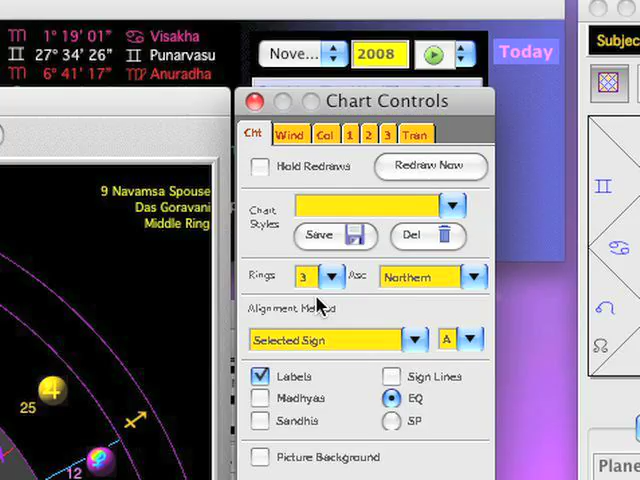 1° 19' 01" Visakha
27° 34' 26" Punarvasu
6° 41' 17" Anuradha
Nove... 2008
Today
Subjec
Chart Controls
Cht Wind Col 1 2 3 Tran
Hold Redraws Redraw Now
9 Navamsa Spouse
Das Goravani
Middle Ring
Chart
Styles
Save Del
Rings 3 Asc Northern
Alignment Method
Selected Sign A
Labels Sign Lines
Madhyas EQ
Sandhis SP
25
12
Picture Background
Plane